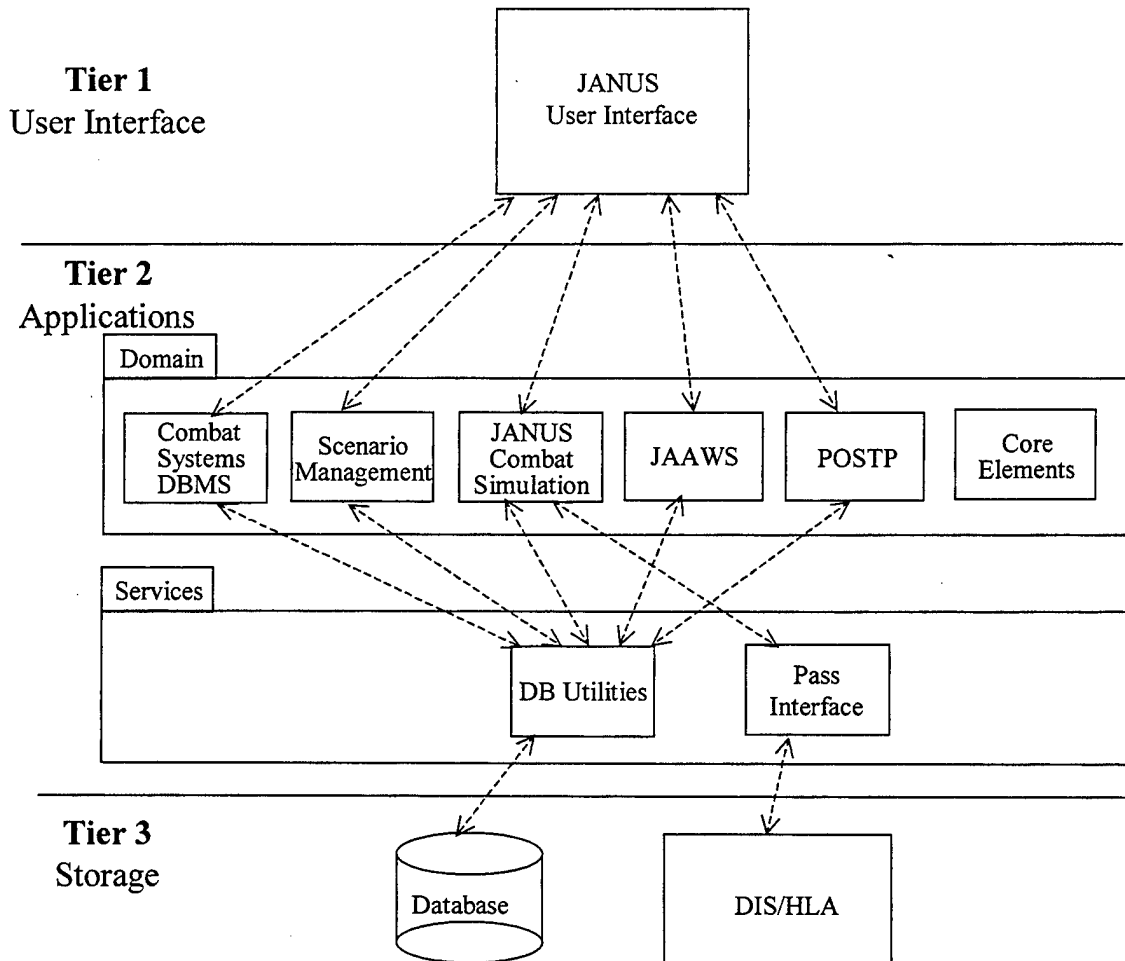 Tier 1
User Interface
JANUS
User Interface
Tier 2
Applications
Domain
Combat
Systems
DBMS
Scenario
Management
JANUS
Combat
Simulation
JAAWS
POSTP
Core
Elements
Services
DB Utilities
Pass
Interface
Tier 3
Storage
Database
DIS/HLA